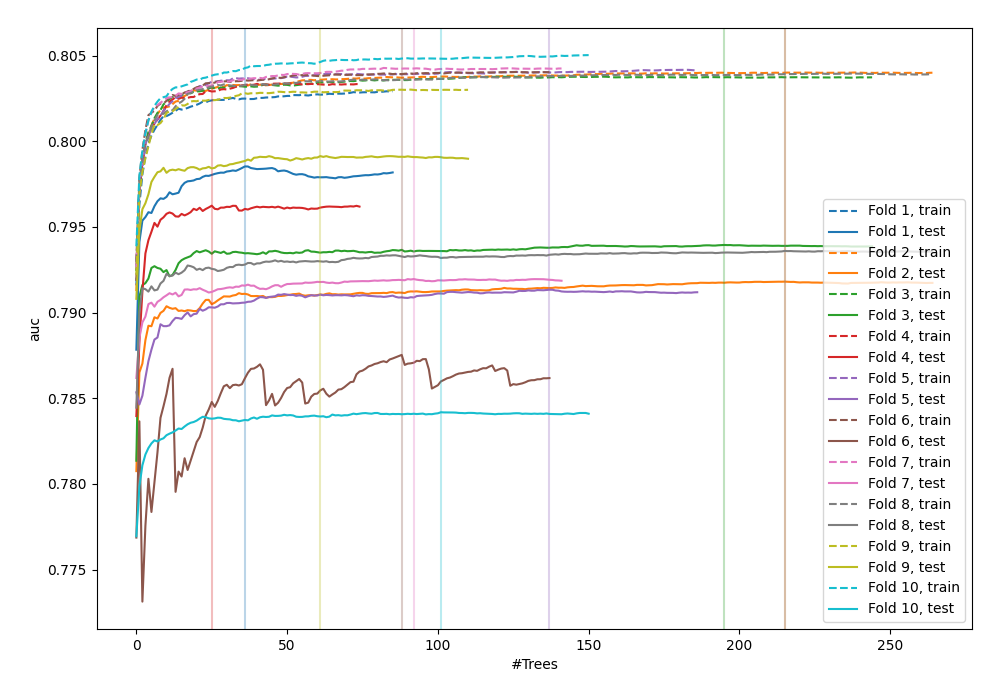 0.805
0.800
0.795
0.790
0.785
0.780
0.775
auc
0
50
100
150
200
250
#Trees
Fold 1, train
Fold 1, test
Fold 2, train
Fold 2, test
Fold 3, train
Fold 3, test
Fold 4, train
Fold 4, test
Fold 5, train
Fold 5, test
Fold 6, train
Fold 6, test
Fold 7, train
Fold 7, test
Fold 8, train
Fold 8, test
Fold 9, train
Fold 9, test
Fold 10, train
Fold 10, test